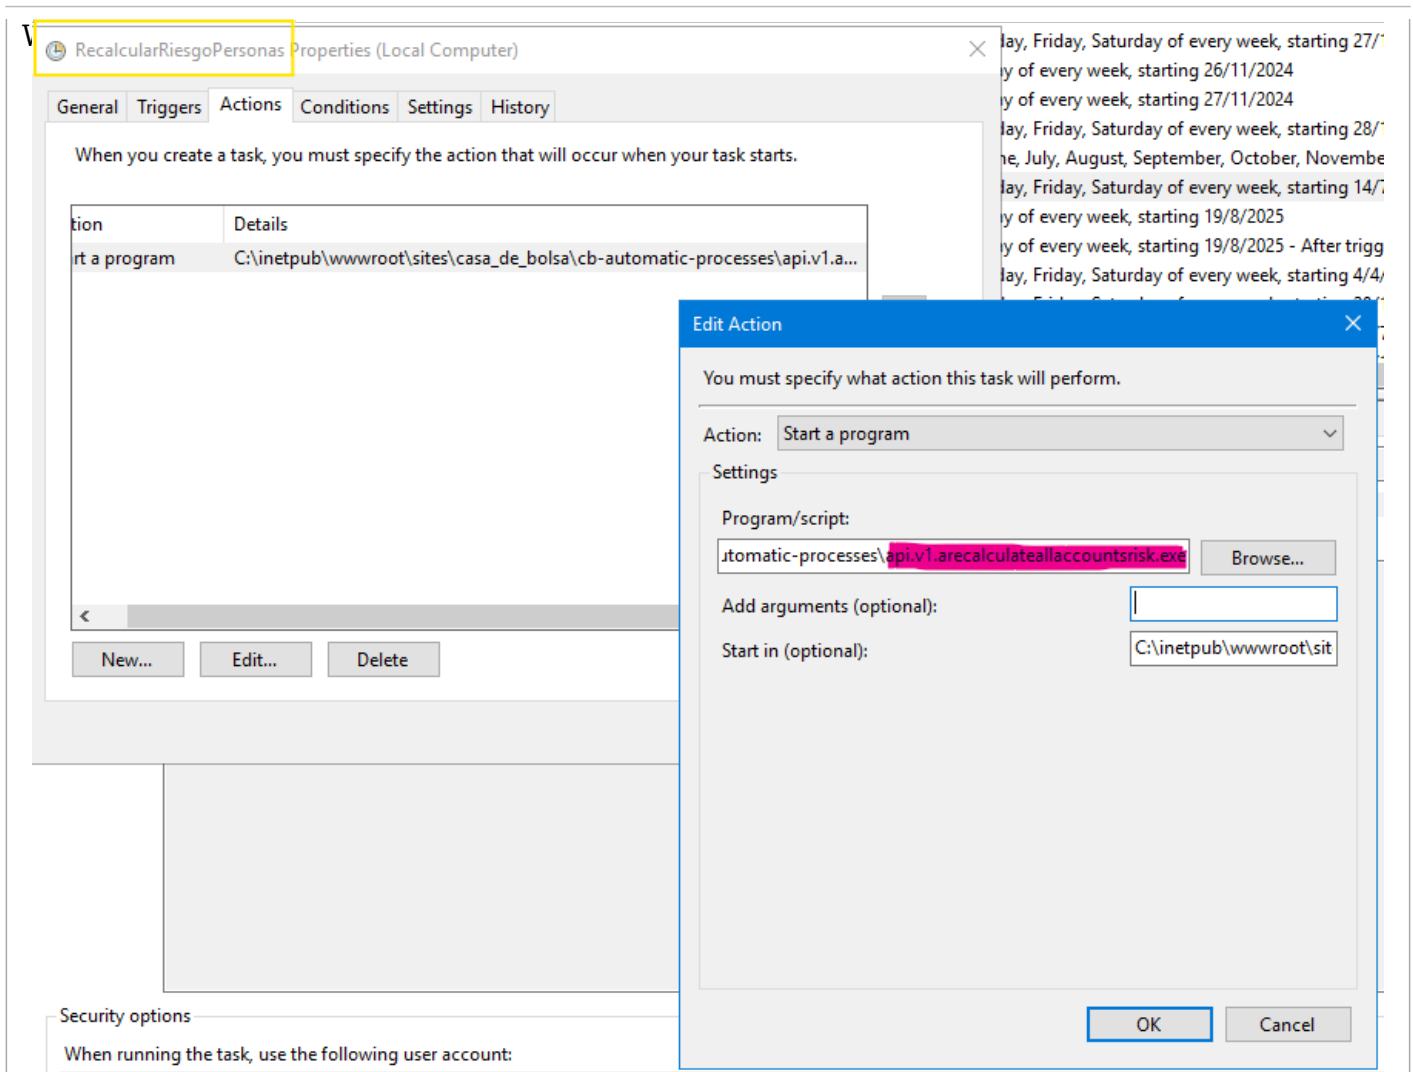 RecalcularRiesgoPersonas Properties (Local Computer)
General Triggers Actions Conditions Settings History
When you create a task, you must specify the action that will occur when your task starts.
tion Details
rt a program C:\inetpub\wwwroot\sites\casa_de_bolsa\cb-automatic-processes\api.v1.a...
New... Edit... Delete
Security options
When running the task, use the following user account:
day, Friday, Saturday of every week, starting 27/1
y of every week, starting 26/11/2024
y of every week, starting 27/11/2024
day, Friday, Saturday of every week, starting 28/1
ne, July, August, September, October, Novembe
day, Friday, Saturday of every week, starting 14/7
y of every week, starting 19/8/2025
y of every week, starting 19/8/2025 - After trigg
day, Friday, Saturday of every week, starting 4/4/
Edit Action
You must specify what action this task will perform.
Action: Start a program
Settings
Program/script:
utomatic-processes\api.v1.arecalculateallaccountsrisk.exe Browse...
Add arguments (optional):
Start in (optional): C:\inetpub\wwwroot\sit
OK Cancel